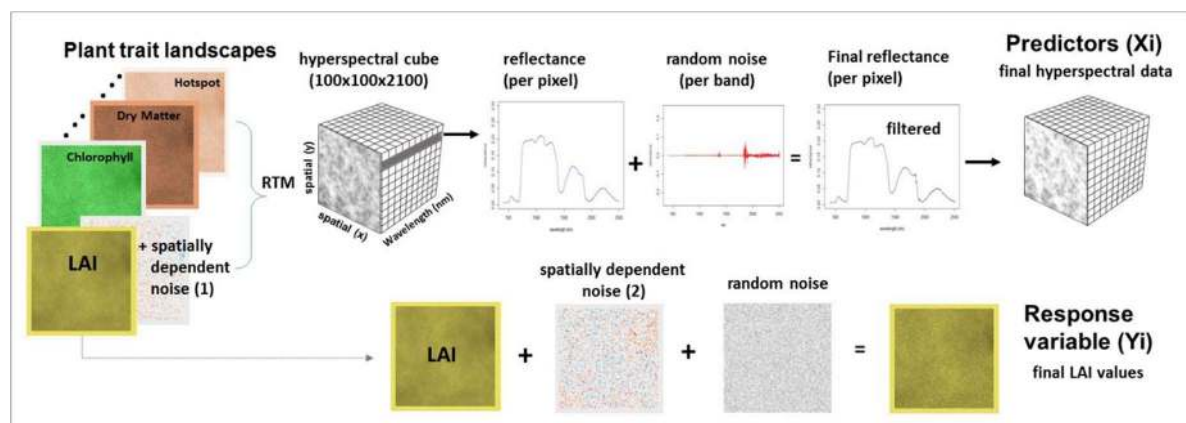 Plant trait landscapes
Hotspot
Dry Matter
Chlorophyll
LAI
+ spatially
dependent
noise (1)
RTM
hyperspectral cube
(100x100x2100)
spatial (y)
spatial (x)
Wavelength (nm)
reflectance
(per pixel)
+
random noise
(per band)
=
Final reflectance
(per pixel)
filtered
Predictors (Xi)
final hyperspectral data
LAI
+
spatially dependent
noise (2)
+
random noise
=
Response
variable (Yi)
final LAI values